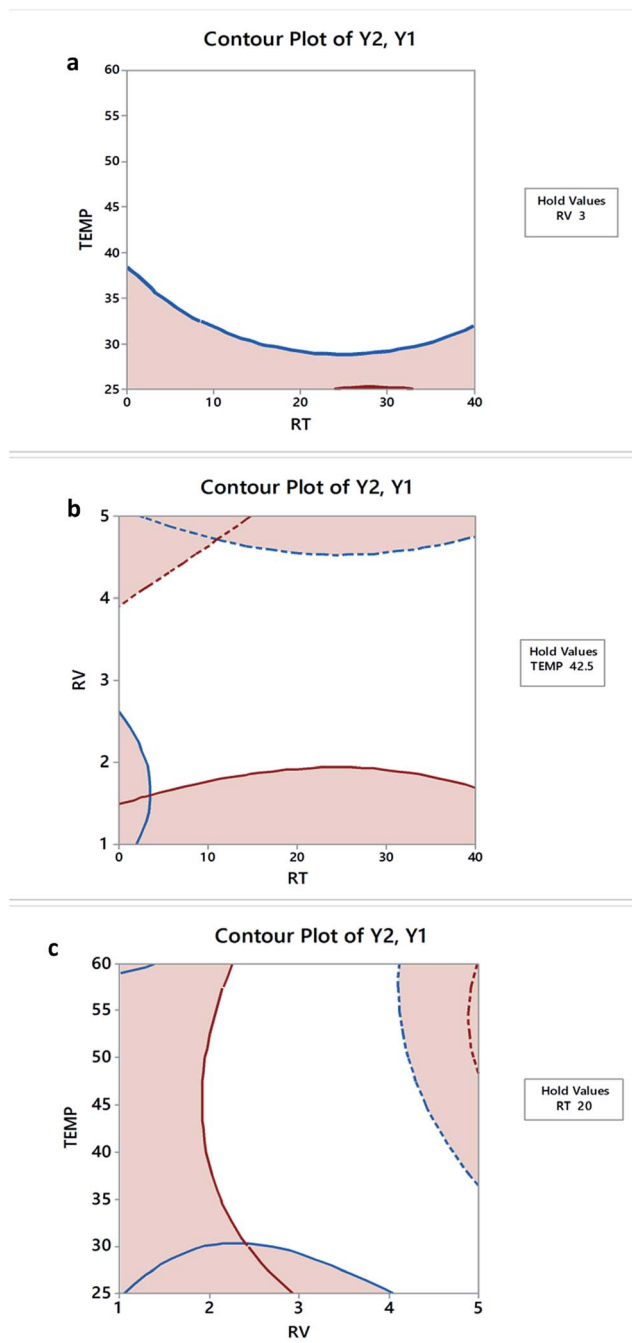 Contour Plot of Y2, Y1
a
60
55
50
45
40
35
30
25
TEMP
0 10 20 30 40
RT
Hold Values
RV 3
Contour Plot of Y2, Y1
b
5
4
3
2
1
RV
0 10 20 30 40
RT
Hold Values
TEMP 42.5
Contour Plot of Y2, Y1
c
60
55
50
45
40
35
30
25
TEMP
1 2 3 4 5
RV
Hold Values
RT 20